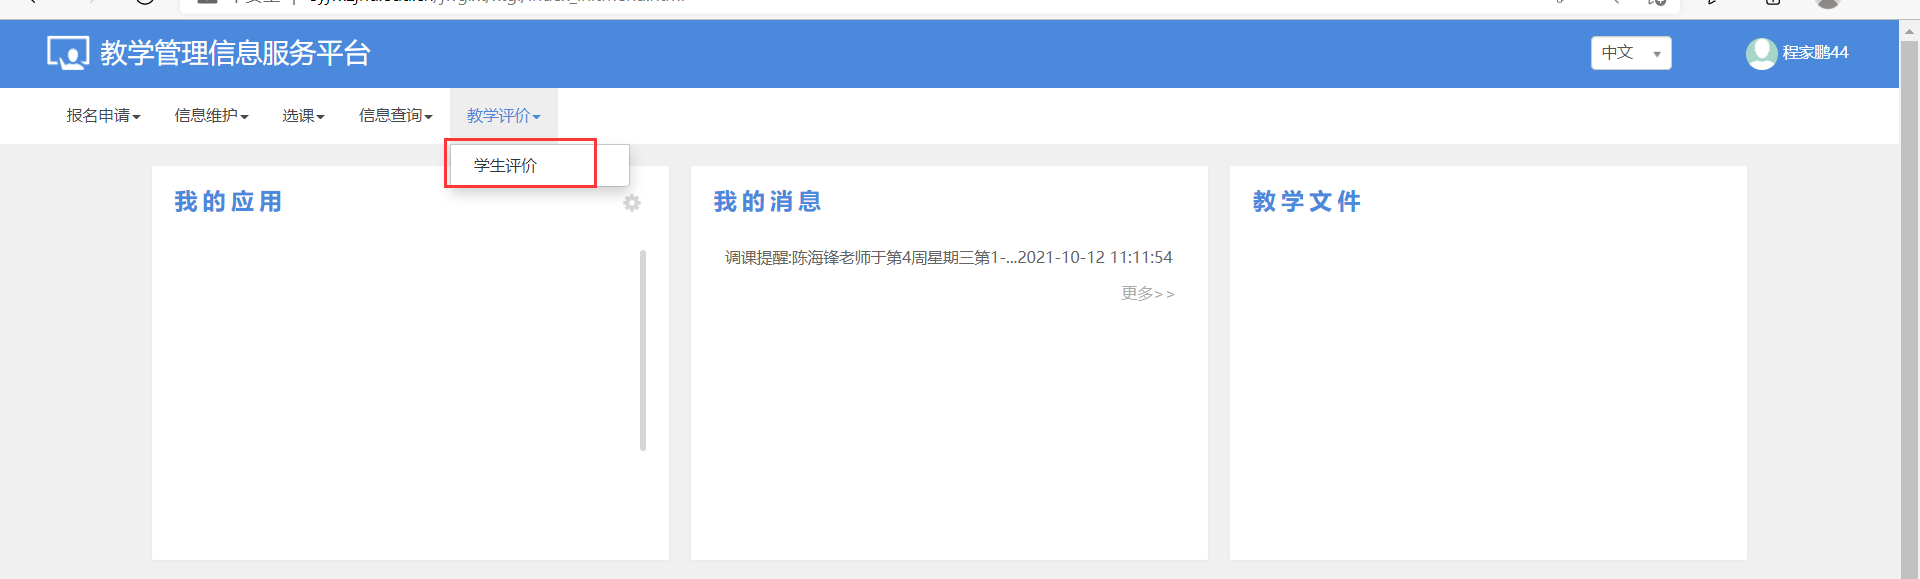 教学管理信息服务平台
中文
程家鹏44
报名申请
信息维护
选课
信息查询
教学评价
学生评价
我的应用
我的消息
教学文件
调课提醒:陈海锋老师于第4周星期三第1-...2021-10-12 11:11:54
更多>>